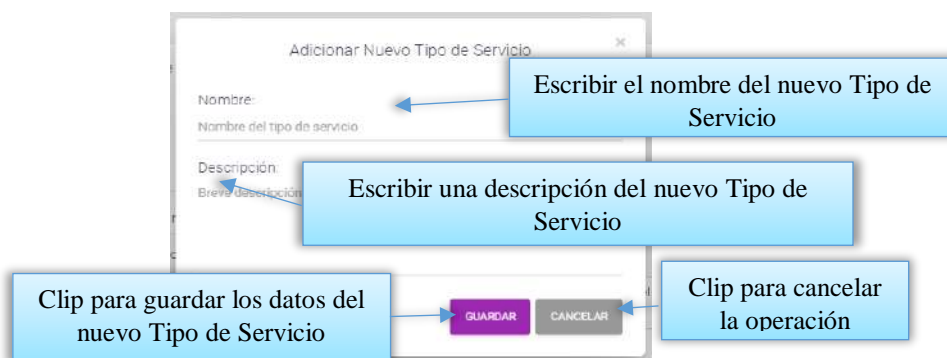 Adicionar Nuevo Tipo de Servicio
×
Escribir el nombre del nuevo Tipo de
Servicio
Nombre:
Nombre del tipo de servicio
Descripción:
Breve descripción
Escribir una descripción del nuevo Tipo de
Servicio
Clip para guardar los datos del
nuevo Tipo de Servicio
GUARDAR
CANCELAR
Clip para cancelar
la operación